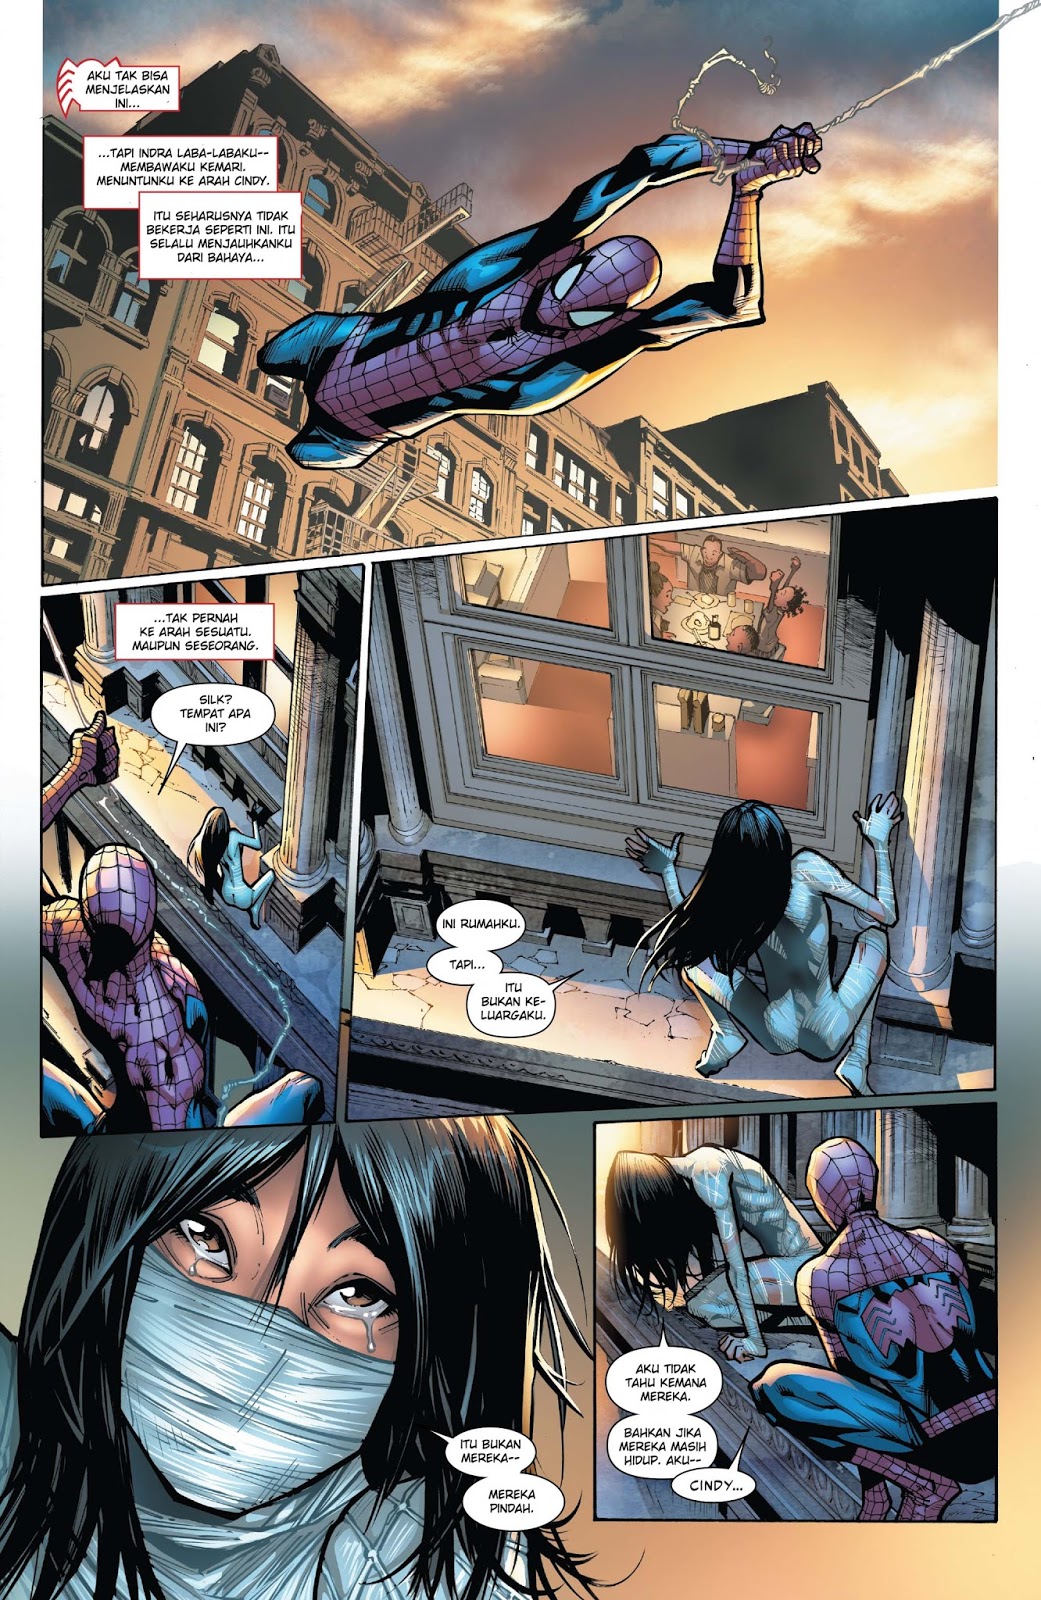 AKU TAK BISA
MENJELASKAN
INI...
...TAPI INDRA LABA-LABAKU--
MEMBAWAKU KEMARI.
MENUNTUNKU KE ARAH CINDY.
ITU SEHARUSNYA TIDAK
BEKERJA SEPERTI INI. ITU
SELALU MENJAUHKANKU
DARI BAHAYA...
...TAK PERNAH
KE ARAH SESUATU.
MAUPUN SESEORANG.
SILK?
TEMPAT APA
INI?
INI RUMAHKU.
TAPI...
ITU
BUKAN KE-
LUARGAKU.
ITU BUKAN
MEREKA--
MEREKA
PINDAH.
AKU TIDAK
TAHU KEMANA
MEREKA.
BAHKAN JIKA
MEREKA MASIH
HIDUP. AKU--
CINDY...